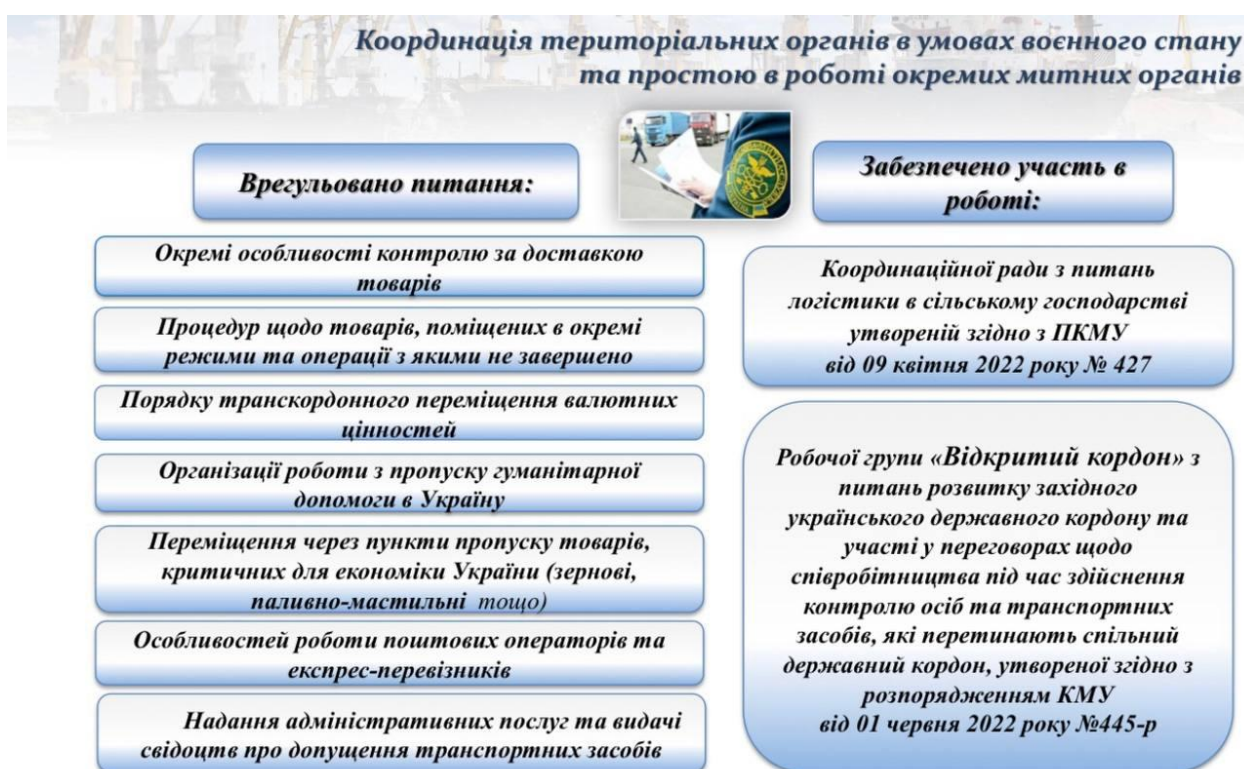 Координація територіальних органів в умовах воєнного стану
та простою в роботі окремих митних органів
Врегульовано питання:
Окремі особливості контролю за доставкою
товарів
Процедур щодо товарів, поміщених в окремі
режими та операції з якими не завершено
Порядку транскордонного переміщення валютних
цінностей
Організації роботи з пропуску гуманітарної
допомоги в Україну
Переміщення через пункти пропуску товарів,
критичних для економіки України (зернові,
паливно-мастильні тощо)
Особливостей роботи поштових операторів та
експрес-перевізників
Надання адміністративних послуг та видачі
свідоцтв про допущення транспортних засобів
Забезпечено участь в
роботі:
Координаційної ради з питань
логістики в сільському господарстві
утвореній згідно з ПКМУ
від 09 квітня 2022 року № 427
Робочої групи «Відкритий кордон» з
питань розвитку західного
українського державного кордону та
участі у переговорах щодо
співробітництва під час здійснення
контролю осіб та транспортних
засобів, які перетинають спільний
державний кордон, утвореної згідно з
розпорядженням КМУ
від 01 червня 2022 року №445-р